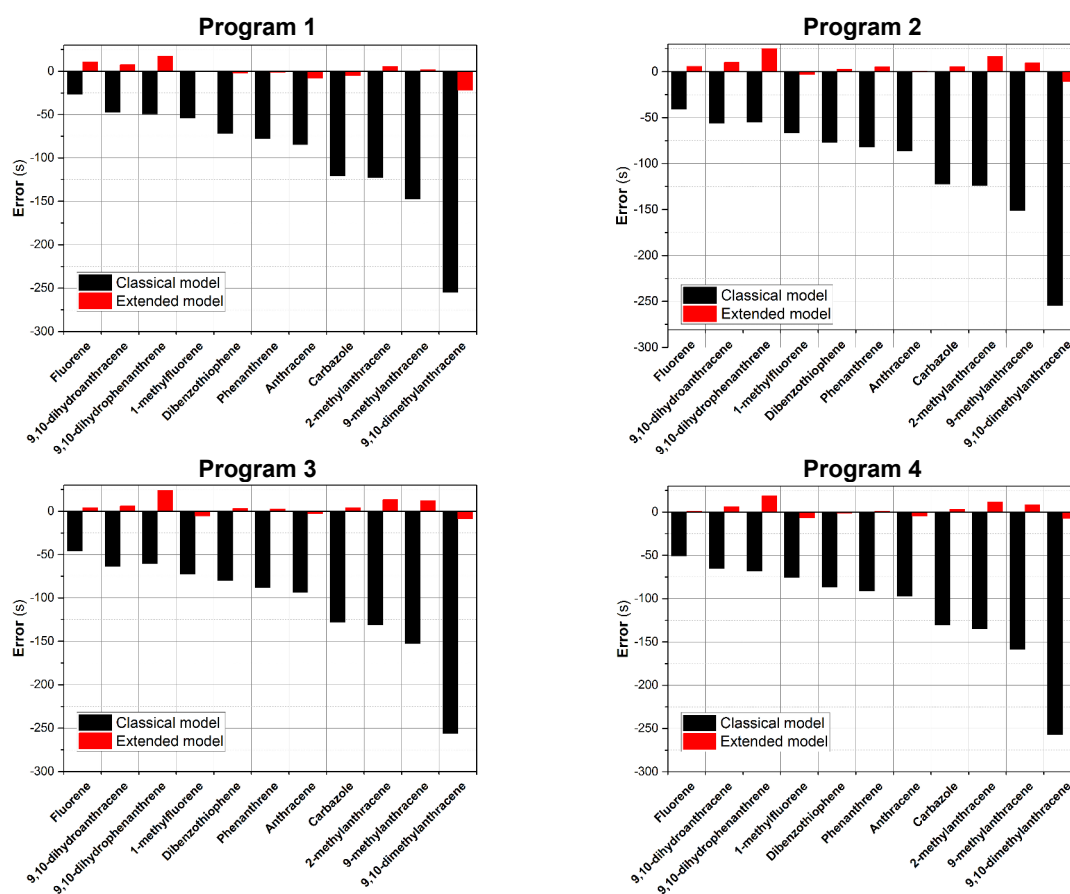 Program 1
0
-50
-100
-150
-200
-250
-300
Error (s)
Classical model
Extended model
Fluorene
9,10-dihydroanthracene
9,10-dihydrophenanthrene
1-methylfluorene
Dibenzothiophene
Phenanthrene
Anthracene
Carbazole
2-methylanthracene
9-methylanthracene
9,10-dimethylanthracene
Program 2
0
-50
-100
-150
-200
-250
-300
Error (s)
Classical model
Extended model
Fluorene
9,10-dihydroanthracene
9,10-dihydrophenanthrene
1-methylfluorene
Dibenzothiophene
Phenanthrene
Anthracene
Carbazole
2-methylanthracene
9-methylanthracene
9,10-dimethylanthracene
Program 3
0
-50
-100
-150
-200
-250
-300
Error (s)
Classical model
Extended model
Fluorene
9,10-dihydroanthracene
9,10-dihydrophenanthrene
1-methylfluorene
Dibenzothiophene
Phenanthrene
Anthracene
Carbazole
2-methylanthracene
9-methylanthracene
9,10-dimethylanthracene
Program 4
0
-50
-100
-150
-200
-250
-300
Error (s)
Classical model
Extended model
Fluorene
9,10-dihydroanthracene
9,10-dihydrophenanthrene
1-methylfluorene
Dibenzothiophene
Phenanthrene
Anthracene
Carbazole
2-methylanthracene
9-methylanthracene
9,10-dimethylanthracene